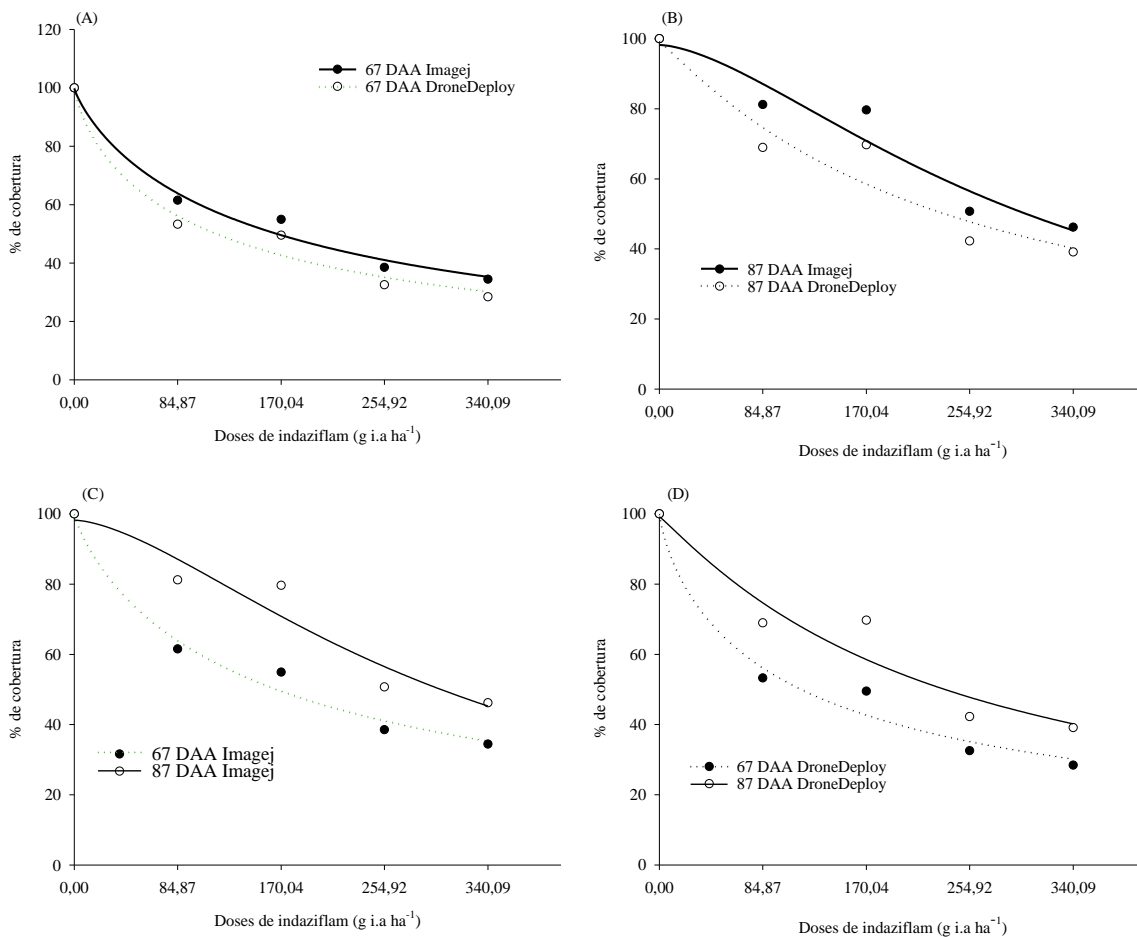 (A)
120
100
80
60
40
20
0
% de cobertura
67 DAA Imagej
67 DAA DroneDeploy
0,00 84,87 170,04 254,92 340,09
Doses de indaziflam (g i.a ha⁻¹)
(B)
100
80
60
40
20
0
% de cobertura
87 DAA Imagej
87 DAA DroneDeploy
0,00 84,87 170,04 254,92 340,09
Doses de indaziflam (g i.a ha⁻¹)
(C)
100
80
60
40
20
0
% de cobertura
67 DAA Imagej
87 DAA Imagej
0,00 84,87 170,04 254,92 340,09
Doses de indaziflam (g i.a ha⁻¹)
(D)
100
80
60
40
20
0
% de cobertura
67 DAA DroneDeploy
87 DAA DroneDeploy
0,00 84,87 170,04 254,92 340,09
Doses de indaziflam (g i.a ha⁻¹)